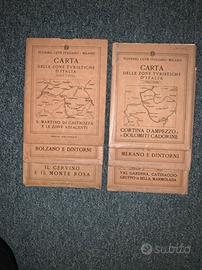 TOURING CLUB ITALIANO - MILANO
CARTA
DELLE ZONE TURISTICHE
D'ITALIA
S. MARTINO DI CASTROZZA
E LE ZONE ADIACENTI
BOLZANO E DINTORNI
IL CERVINO
E IL MONTE ROSA
TOURING CLUB ITALIANO - MILANO
CARTA
DELLE ZONE TURISTICHE
D'ITALIA
CORTINA D'AMPEZZO
E DOLOMITI CADORINE
MERANO E DINTORNI
VAL GARDENA, CATINACCIO
GRUPPO DI SELLA, MARMOLADA
subito